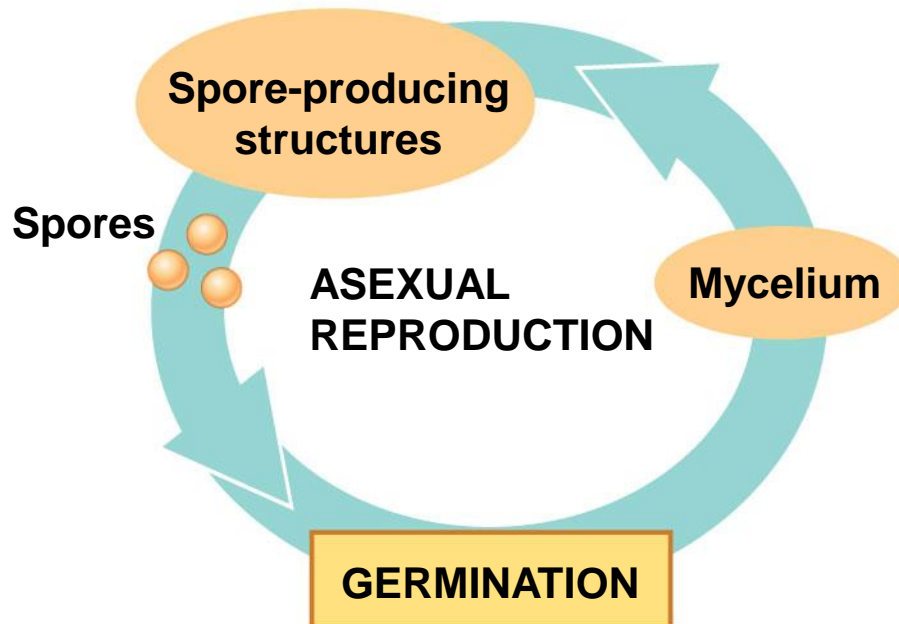 Spore-producing
structures
Spores
ASEXUAL
REPRODUCTION
Mycelium
GERMINATION